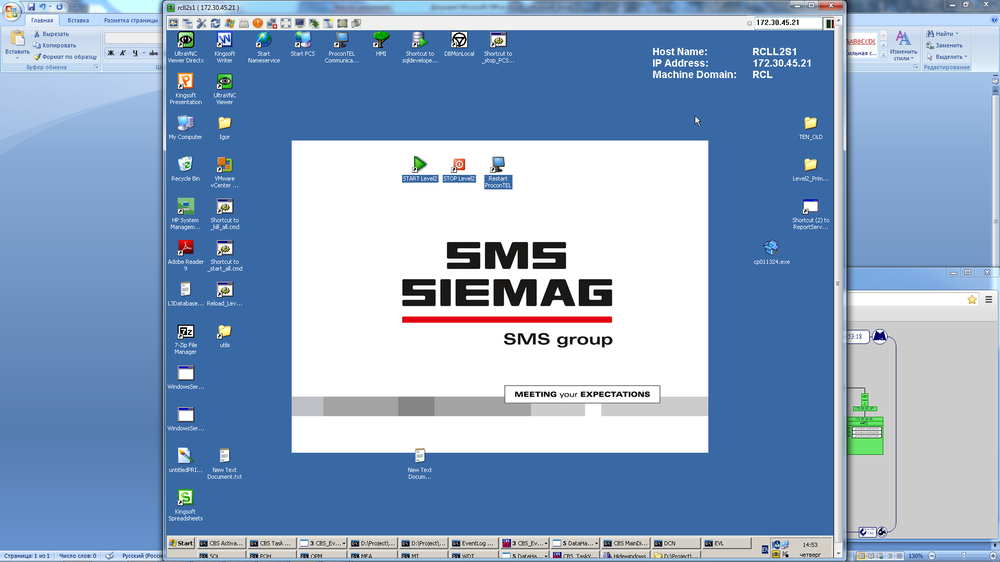 rcll2s1 ( 172.30.45.21 )
Главная
Вставка
Разметка страницы
Вставить
Вырезать
Копировать
Формат по образцу
Буфер обмена
Ж К Ч abc
172.30.45.21
AABBCCDE
Изменить стили
Найти
Заменить
Выделить
Редактирование
UltraVNC Viewer Directx
Kingsoft Writer
Start Nameservice
Start PCS
ProconTEL Communica...
HMI
Shortcut to sqldevelope...
DBMonLocal
Shortcut to _stop_PCS...
Host Name: RCLL2S1
IP Address: 172.30.45.21
Machine Domain: RCL
Kingsoft Presentation
UltraVNC Viewer
My Computer
Igor
TEN_OLD
Recycle Bin
VMware vCenter ...
START Level2
STOP Level2
Restart ProconTEL
Level2_Prim...
HP System Managem...
Shortcut to _kill_all.cmd
Shortcut (2) to ReportServ...
Adobe Reader 9
Shortcut to _start_all.cmd
cp011324.exe
L3Database...
Reload_Lev...
SMS
SIEMAG
SMS group
7-Zip File Manager
utils
:53:18
WindowsSer...
MEETING your EXPECTATIONS
172.30.52.157
WindowsSer...
untitledPRI...
New Text Document.txt
New Text Docum...
Kingsoft Spreadsheets
Start
CBS Activa...
CBS Task ...
3 CBS_Ev...
D:\Project\...
D:\Project\...
EventLog ...
3 CBS_Ev...
5 DataHa...
CBS MainDi...
DCN
EVL
14:53
SQL
POH
OPM
MEA
MT
WDT
5 DataHa...
CBS_TaskV...
Hidewindows
D:\Project\...
EN
четверг
Страница: 1 из 1
Число слов: 0
Русский (Росси
130%